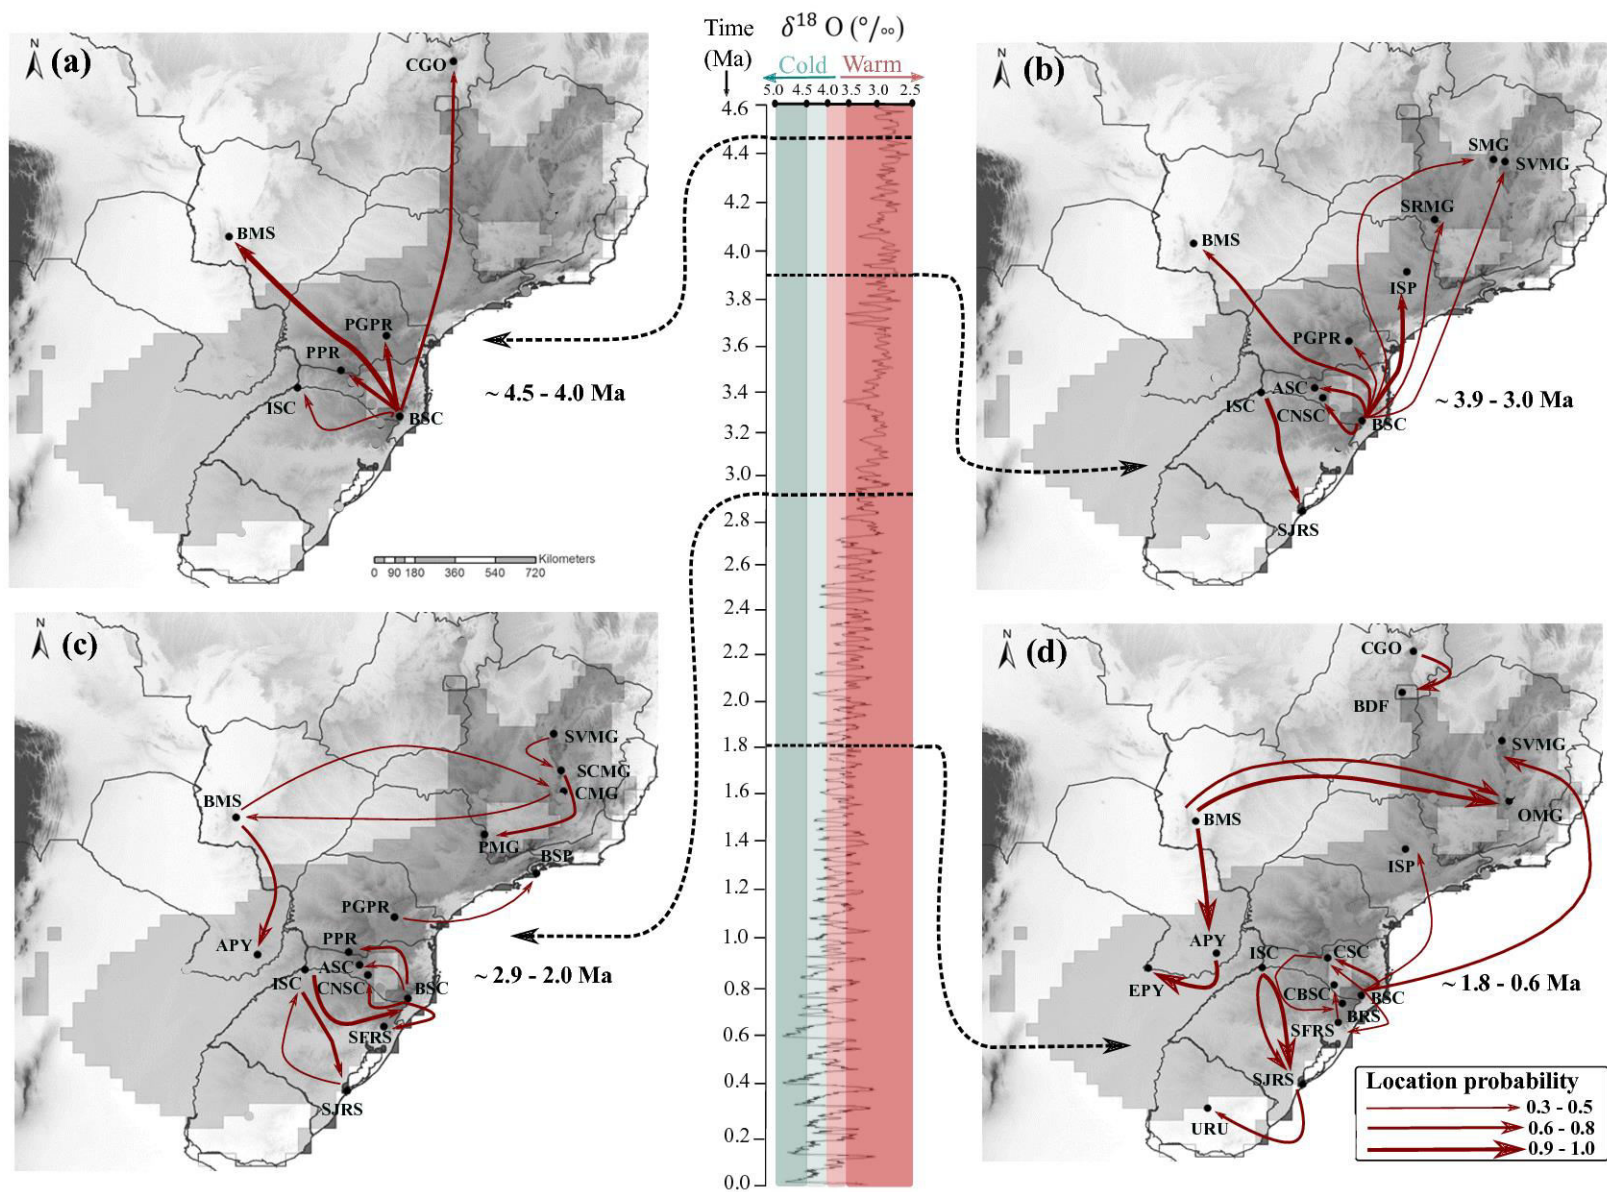 N
(a)
CGO
BMS
PGPR
PPR
ISC
BSC
~ 4.5 - 4.0 Ma
Kilometers
0 90 180 360 540 720
Time
(Ma)
δ¹⁸ O (°/∞)
Cold Warm
5.0 4.5 4.0 3.5 3.0 2.5
4.6
4.4
4.2
4.0
3.8
3.6
3.4
3.2
3.0
2.8
2.6
2.4
2.2
2.0
1.8
1.6
1.4
1.2
1.0
0.8
0.6
0.4
0.2
0.0
N
(b)
SMG
SVMG
SRMG
BMS
ISP
PGPR
ASC
ISC
CNSC
BSC
SJRS
~ 3.9 - 3.0 Ma
N
(c)
SVMG
SCMG
CMG
BMS
PMG
BSP
PGPR
APY
PPR
ASC
ISC
CNSC
BSC
SFRS
SJRS
~ 2.9 - 2.0 Ma
N
(d)
CGO
BDF
SVMG
OMG
BMS
ISP
APY
ISC
CSC
EPY
CBSC
BSC
BRS
SFRS
SJRS
URU
~ 1.8 - 0.6 Ma
Location probability
0.3 - 0.5
0.6 - 0.8
0.9 - 1.0